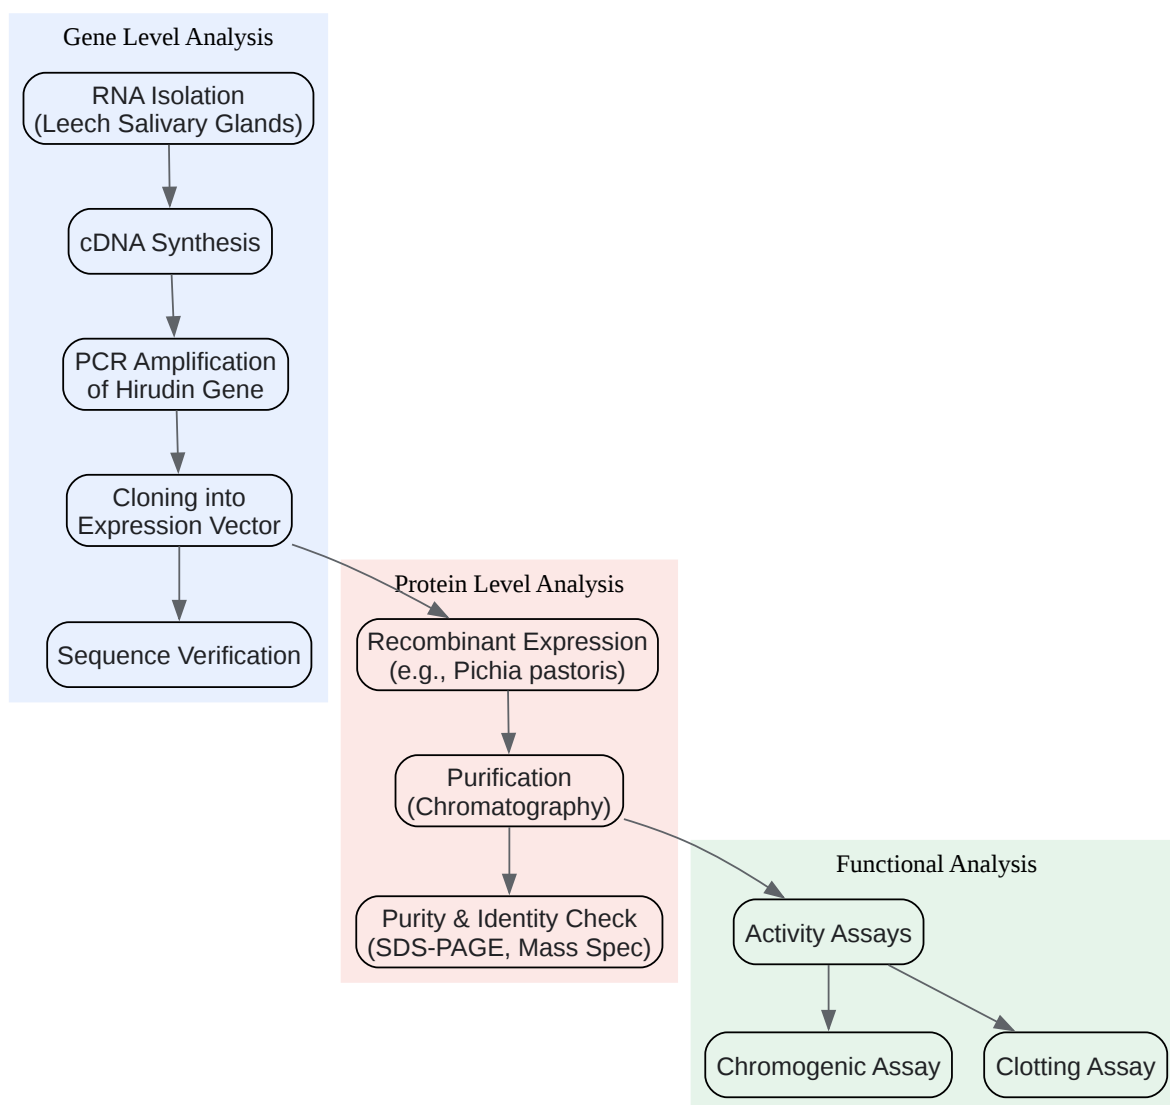 Gene Level Analysis
RNA Isolation
(Leech Salivary Glands)
cDNA Synthesis
PCR Amplification
of Hirudin Gene
Cloning into
Expression Vector
Sequence Verification
Protein Level Analysis
Recombinant Expression
(e.g., Pichia pastoris)
Purification
(Chromatography)
Purity & Identity Check
(SDS-PAGE, Mass Spec)
Functional Analysis
Activity Assays
Chromogenic Assay
Clotting Assay